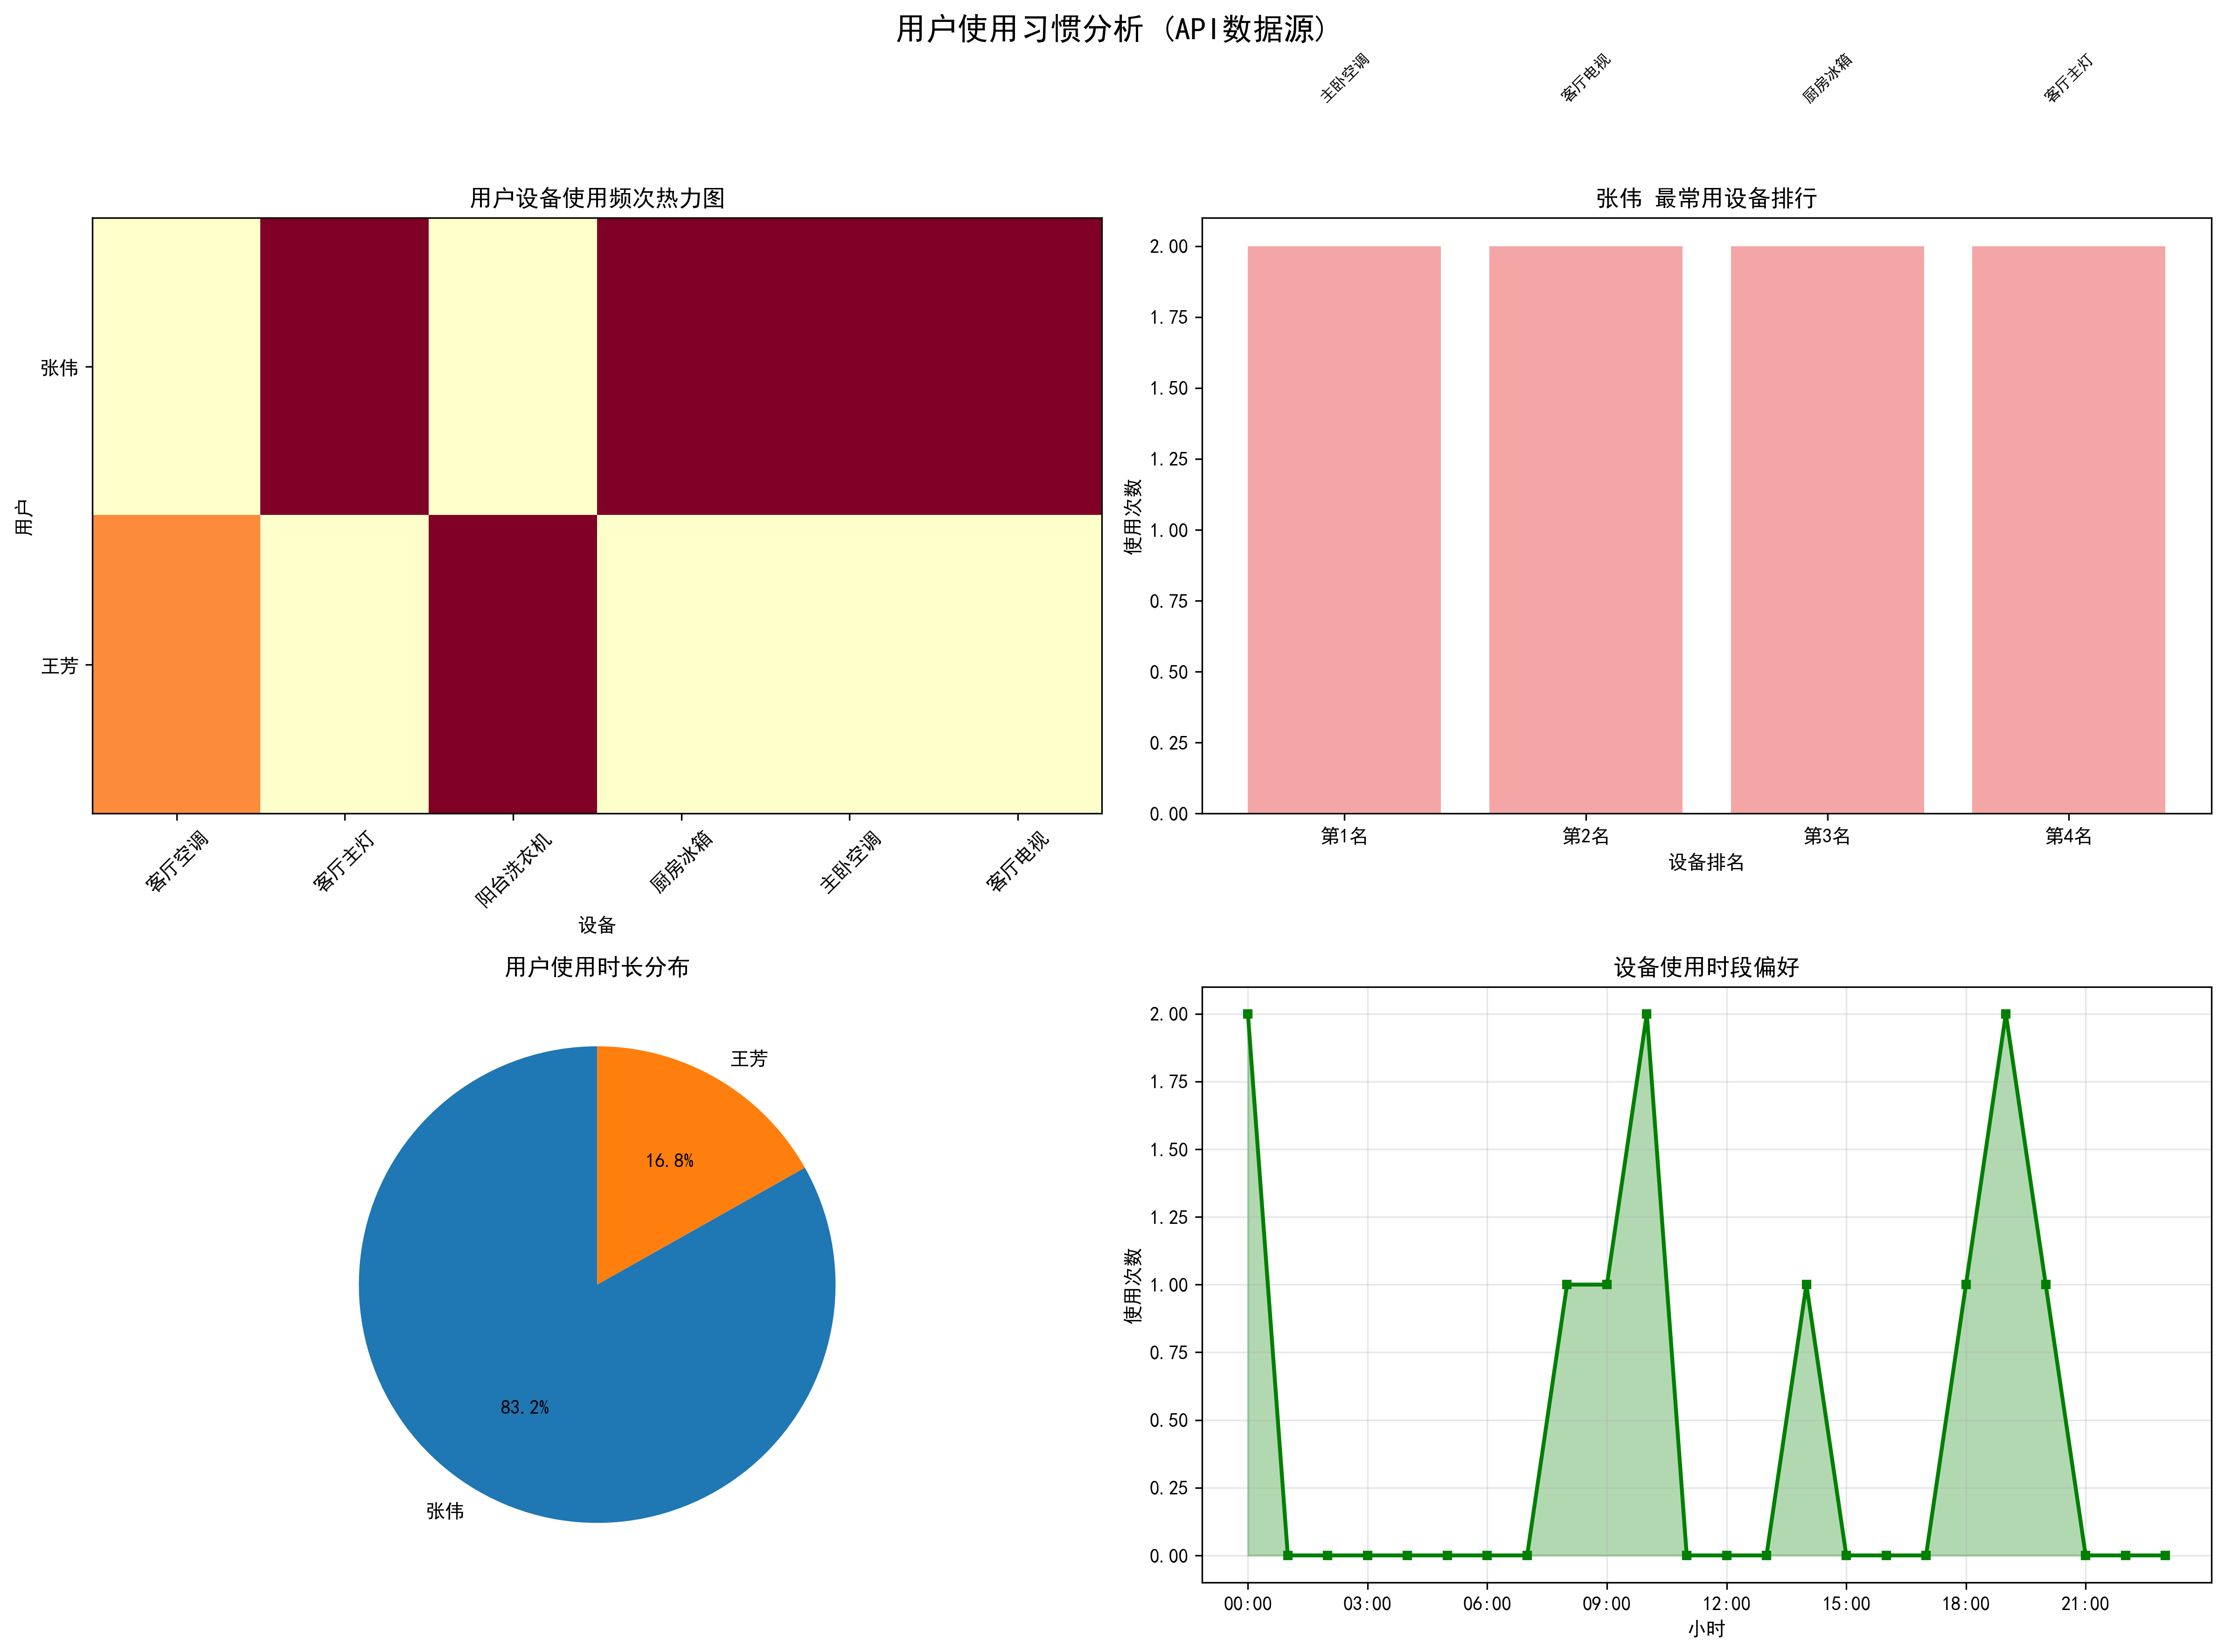 用户使用习惯分析 (API数据源)
主卧空调
客厅电视
厨房冰箱
客厅主灯
用户设备使用频次热力图
用户
张伟
王芳
客厅空调
客厅主灯
阳台洗衣机
厨房冰箱
主卧空调
客厅电视
设备
张伟 最常用设备排行
使用次数
2.00
1.75
1.50
1.25
1.00
0.75
0.50
0.25
0.00
第1名
第2名
第3名
第4名
设备排名
用户使用时长分布
王芳
16.8%
83.2%
张伟
设备使用时段偏好
使用次数
2.00
1.75
1.50
1.25
1.00
0.75
0.50
0.25
0.00
00:00
03:00
06:00
09:00
12:00
15:00
18:00
21:00
小时